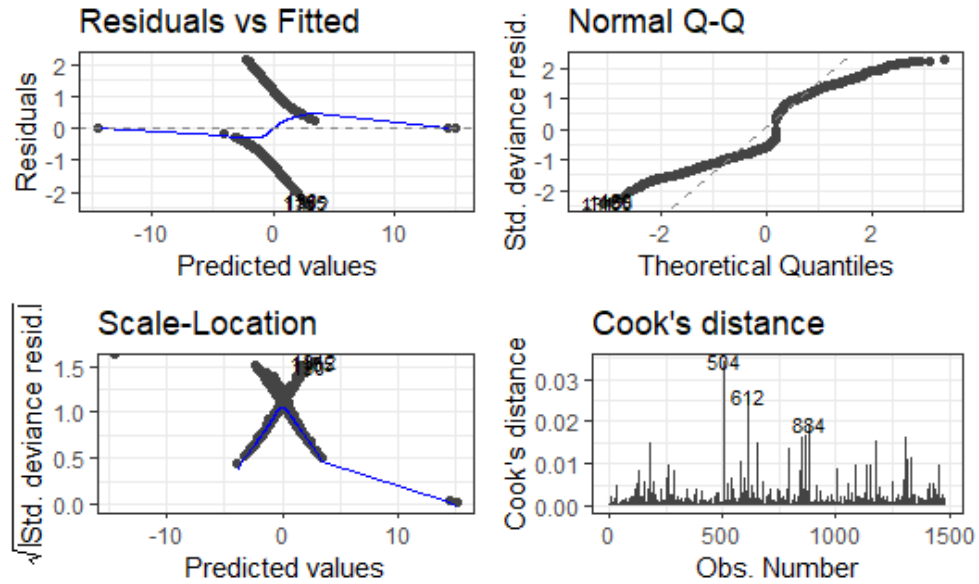 Residuals vs Fitted
Residuals
2
1
0
-1
-2
-10
0
10
Predicted values
Normal Q-Q
Std. deviance resid.
2
1
0
-1
-2
-2
0
2
Theoretical Quantiles
Scale-Location
√|Std. deviance resid.|
1.5
1.0
0.5
0.0
-10
0
10
Predicted values
Cook's distance
Cook's distance
0.03
0.02
0.01
0.00
504
612
884
0
500
1000
1500
Obs. Number